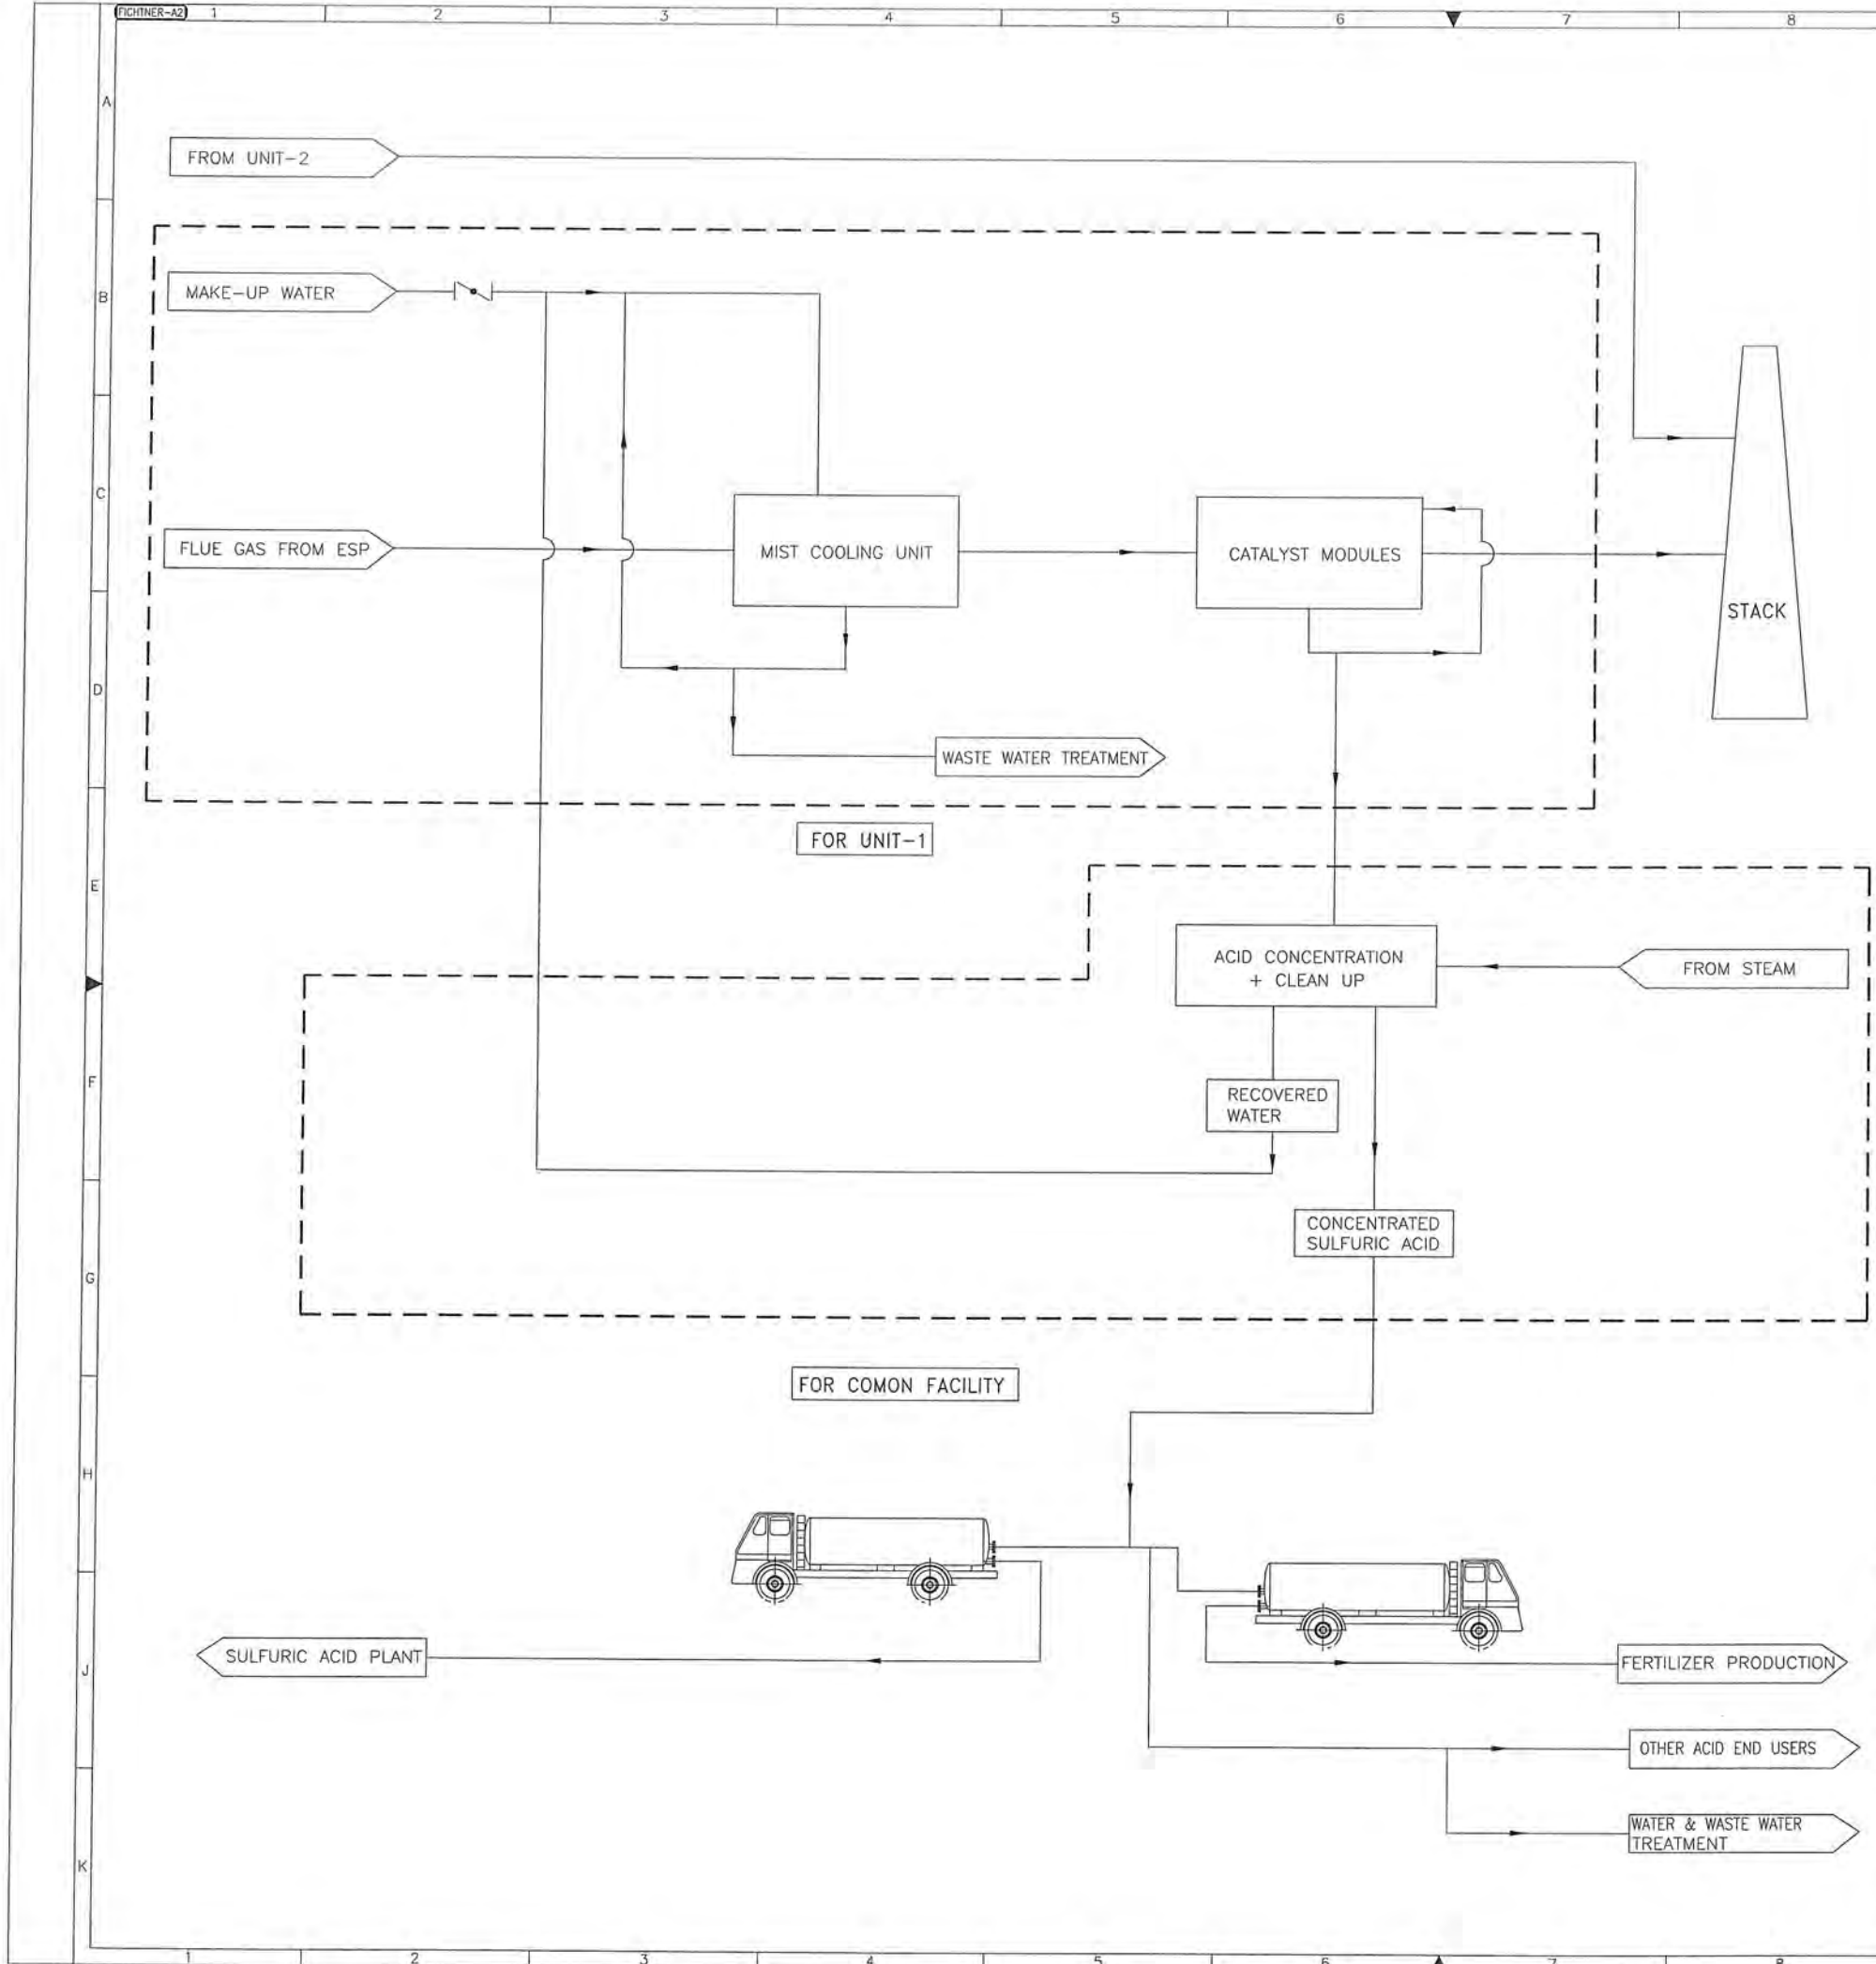 FICHTNER-A2 1 2 3 4 5 6 7 8
A
FROM UNIT-2
B
MAKE-UP WATER
C
FLUE GAS FROM ESP
MIST COOLING UNIT
CATALYST MODULES
STACK
D
WASTE WATER TREATMENT
FOR UNIT-1
E
ACID CONCENTRATION
+ CLEAN UP
FROM STEAM
F
RECOVERED
WATER
CONCENTRATED
SULFURIC ACID
G
FOR COMON FACILITY
H
SULFURIC ACID PLANT
J
FERTILIZER PRODUCTION
OTHER ACID END USERS
WATER & WASTE WATER
TREATMENT
K
1 2 3 4 5 6 7 8